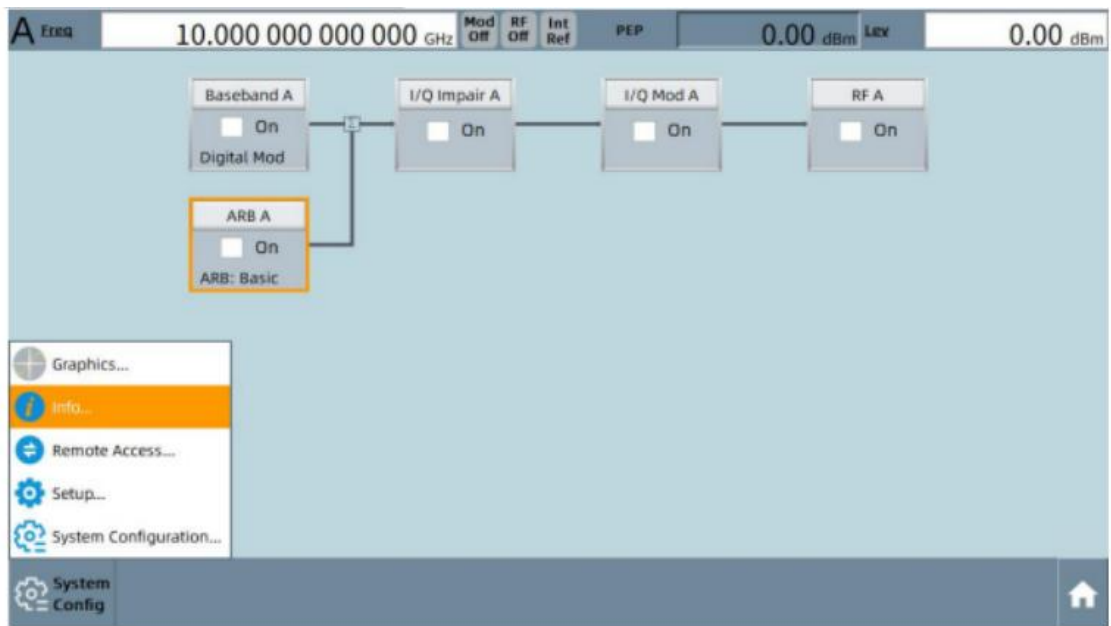 A Freq 10.000 000 000 000 GHz Mod Off RF Off Int Ref PEP 0.00 dBm Lev 0.00 dBm
Baseband A I/Q Impair A I/Q Mod A RF A
On On On On
Digital Mod
ARB A
On
ARB: Basic
Graphics...
Info...
Remote Access...
Setup...
System Configuration...
System
Config